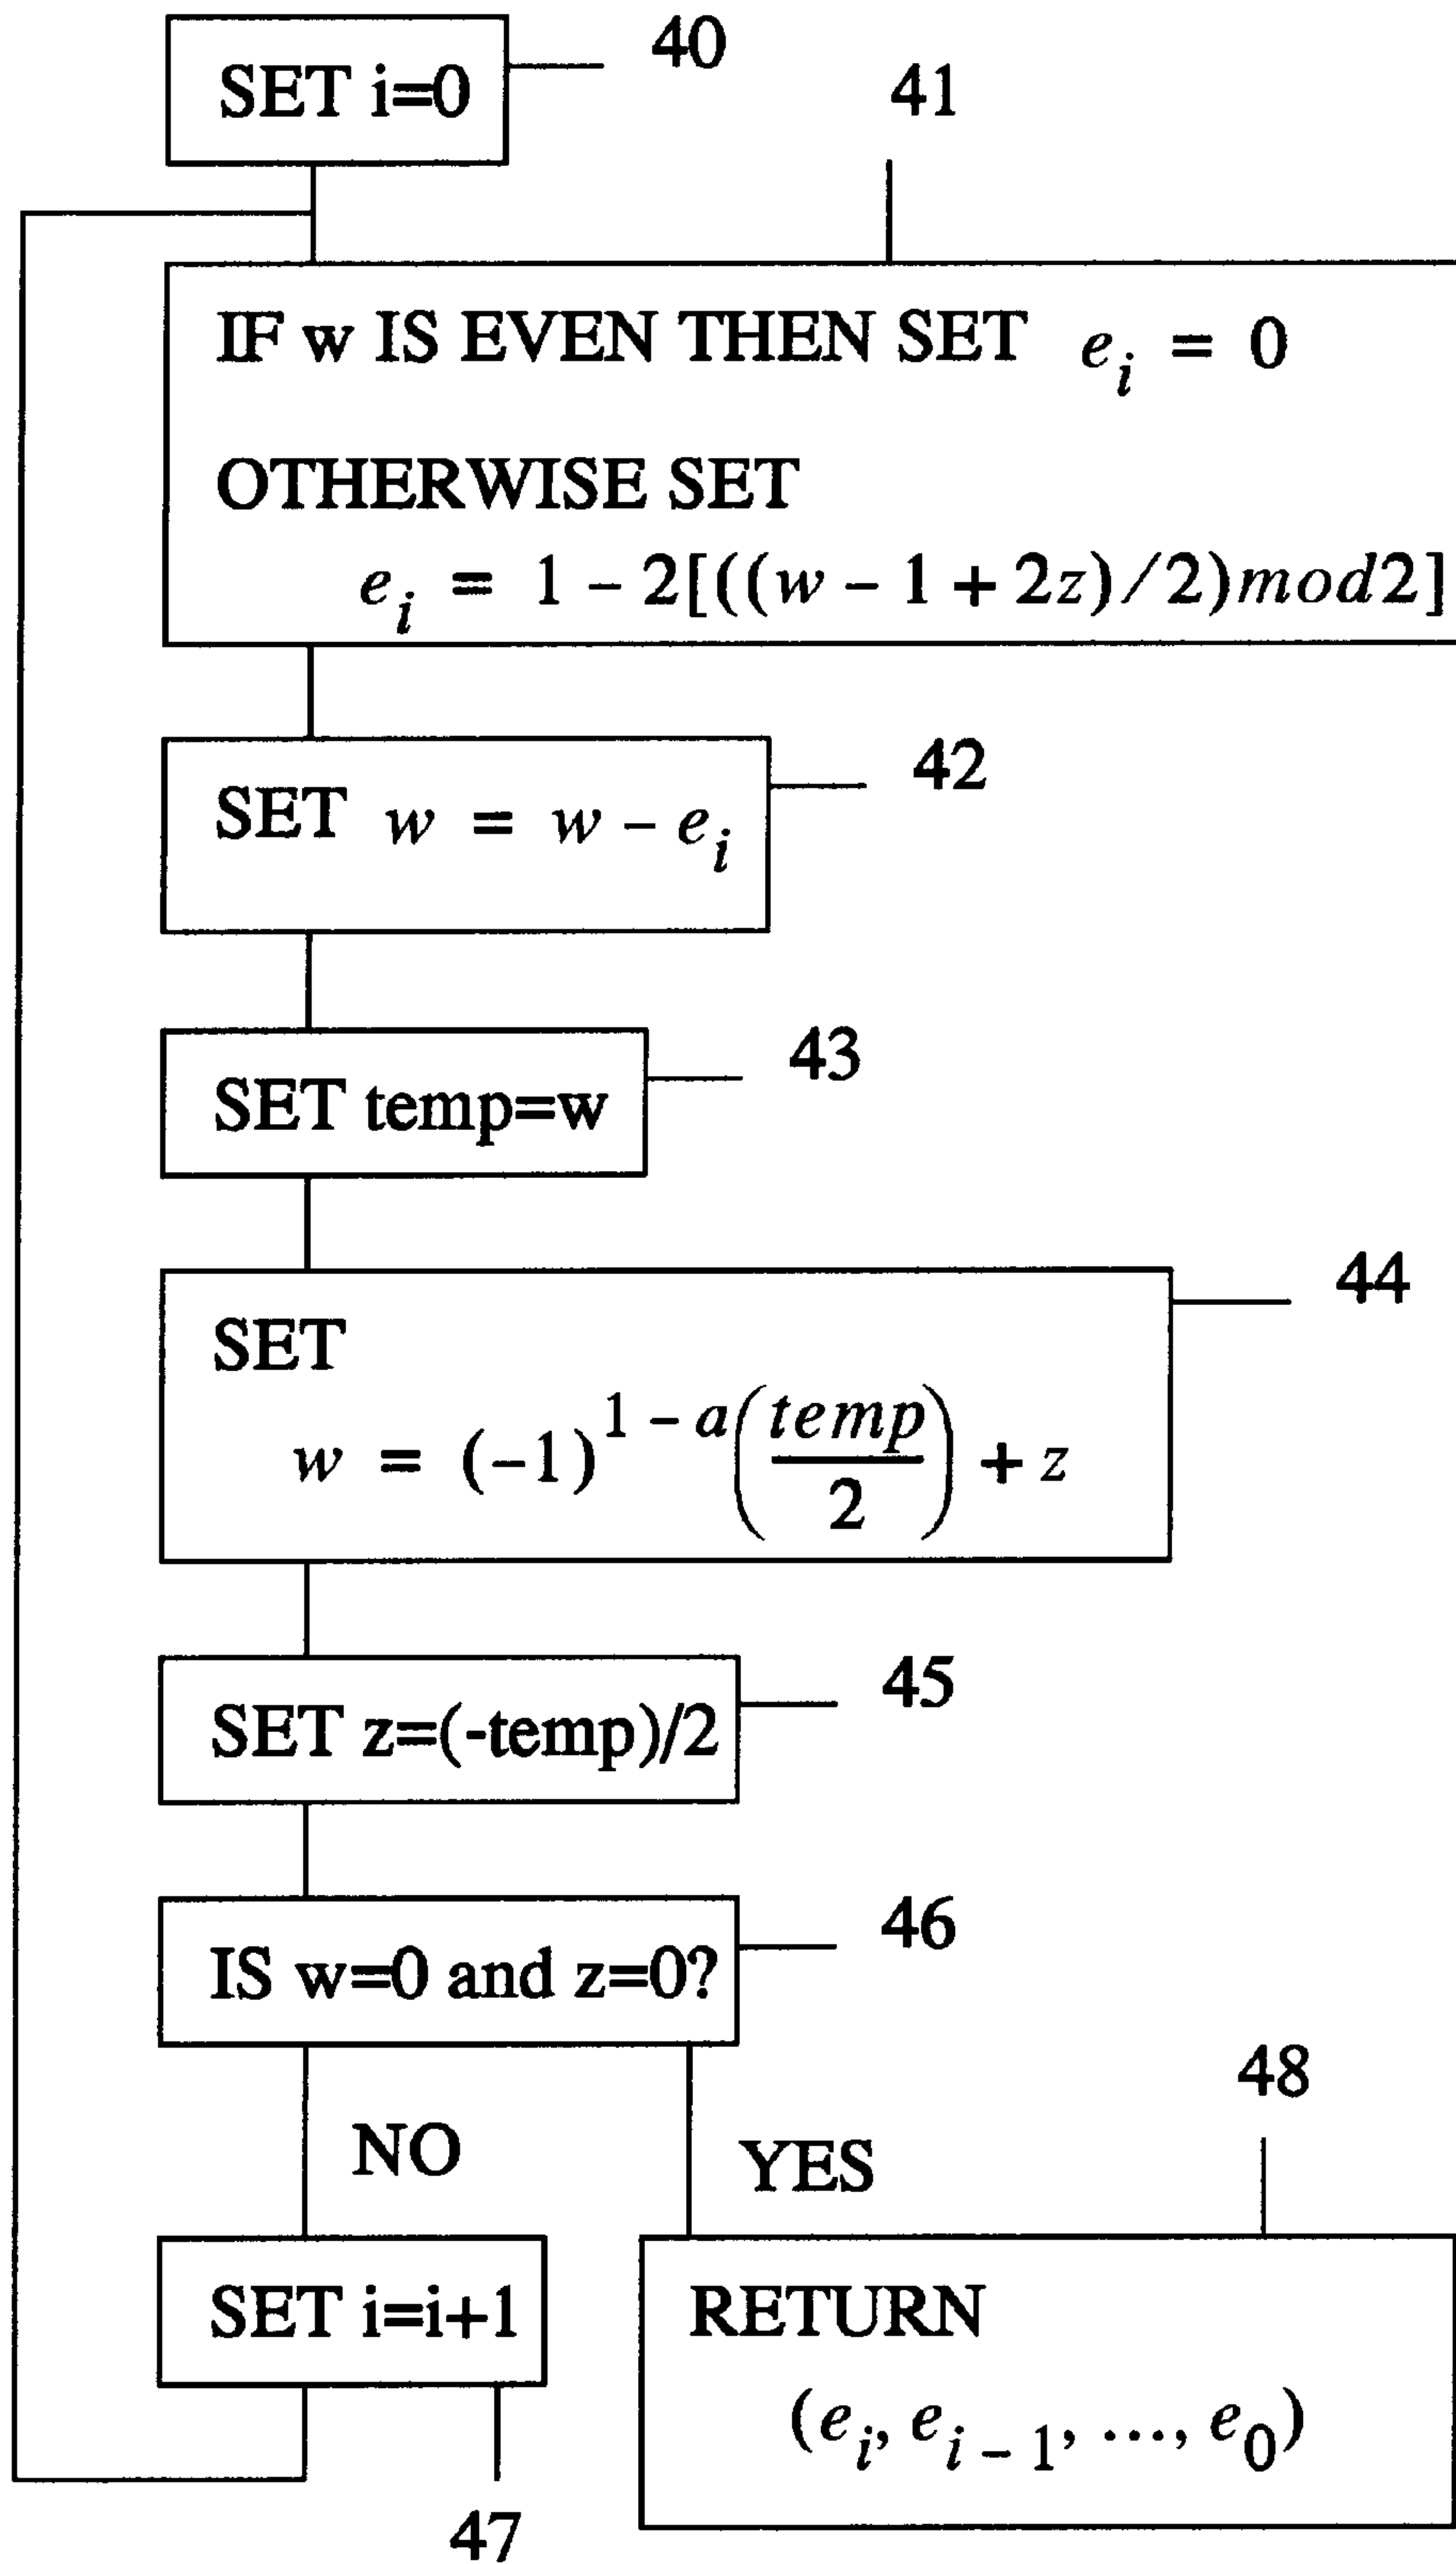 SET i=0
40
41
IF w IS EVEN THEN SET e_i = 0
OTHERWISE SET
e_i = 1 - 2[((w - 1 + 2z)/2)mod2]
SET w = w - e_i
42
SET temp=w
43
SET
w = (-1)^{1 - a}(temp/2) + z
44
SET z=(-temp)/2
45
IS w=0 and z=0?
46
NO
YES
48
SET i=i+1
47
RETURN
(e_i, e_{i - 1}, ..., e_0)